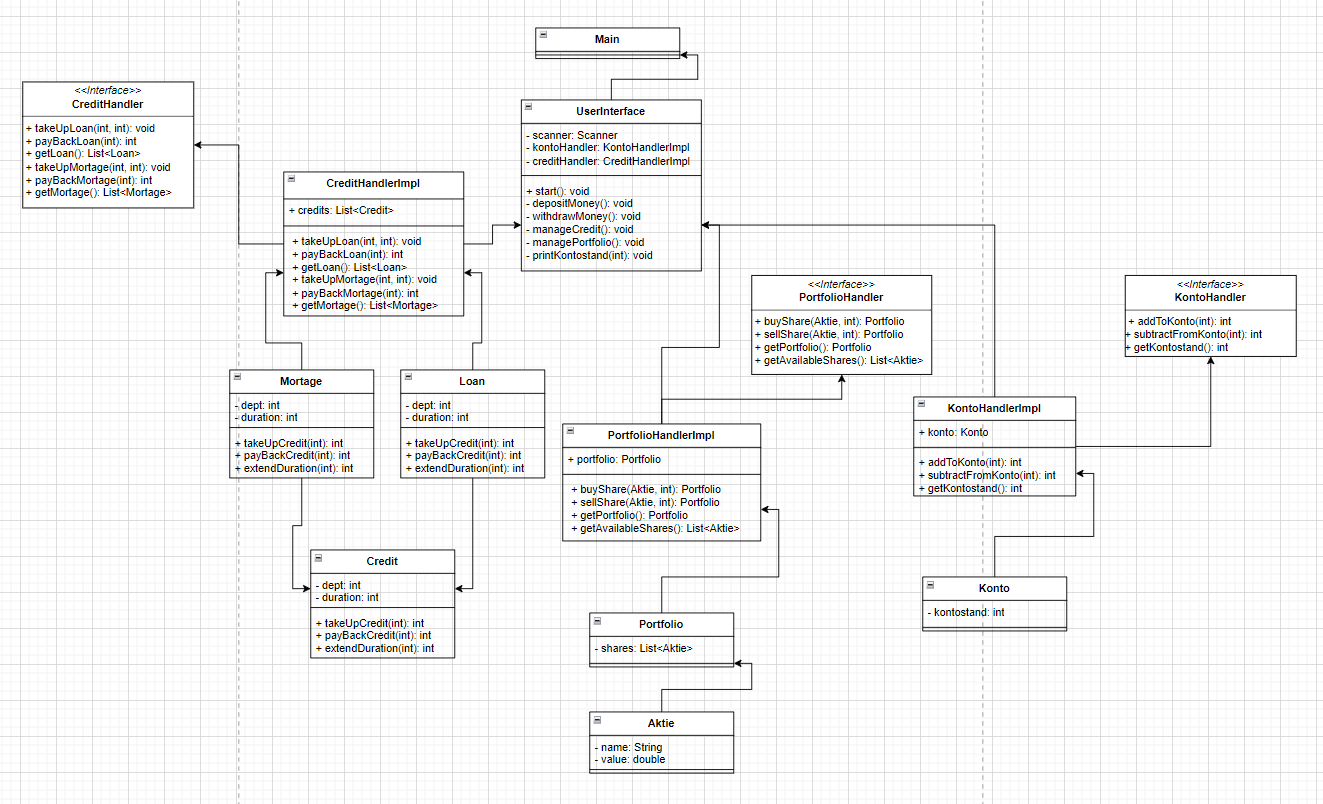 Main
<<Interface>>
CreditHandler
+ takeUpLoan(int, int): void
+ payBackLoan(int): int
+ getLoan(): List<Loan>
+ takeUpMortage(int, int): void
+ payBackMortage(int): int
+ getMortage(): List<Mortage>
UserInterface
- scanner: Scanner
- kontoHandler: KontoHandlerImpl
- creditHandler: CreditHandlerImpl
+ start(): void
- depositMoney(): void
- withdrawMoney(): void
- manageCredit(): void
- managePortfolio(): void
- printKontostand(int): void
CreditHandlerImpl
+ credits: List<Credit>
+ takeUpLoan(int, int): void
+ payBackLoan(int): int
+ getLoan(): List<Loan>
+ takeUpMortage(int, int): void
+ payBackMortage(int): int
+ getMortage(): List<Mortage>
<<Interface>>
PortfolioHandler
+ buyShare(Aktie, int): Portfolio
+ sellShare(Aktie, int): Portfolio
+ getPortfolio(): Portfolio
+ getAvailableShares(): List<Aktie>
<<Interface>>
KontoHandler
+ addToKonto(int): int
+ subtractFromKonto(int): int
+ getKontostand(): int
Mortage
- dept: int
- duration: int
+ takeUpCredit(int): int
+ payBackCredit(int): int
+ extendDuration(int): int
Loan
- dept: int
- duration: int
+ takeUpCredit(int): int
+ payBackCredit(int): int
+ extendDuration(int): int
PortfolioHandlerImpl
+ portfolio: Portfolio
+ buyShare(Aktie, int): Portfolio
+ sellShare(Aktie, int): Portfolio
+ getPortfolio(): Portfolio
+ getAvailableShares(): List<Aktie>
KontoHandlerImpl
+ konto: Konto
+ addToKonto(int): int
+ subtractFromKonto(int): int
+ getKontostand(): int
Credit
- dept: int
- duration: int
+ takeUpCredit(int): int
+ payBackCredit(int): int
+ extendDuration(int): int
Konto
- kontostand: int
Portfolio
- shares: List<Aktie>
Aktie
- name: String
- value: double